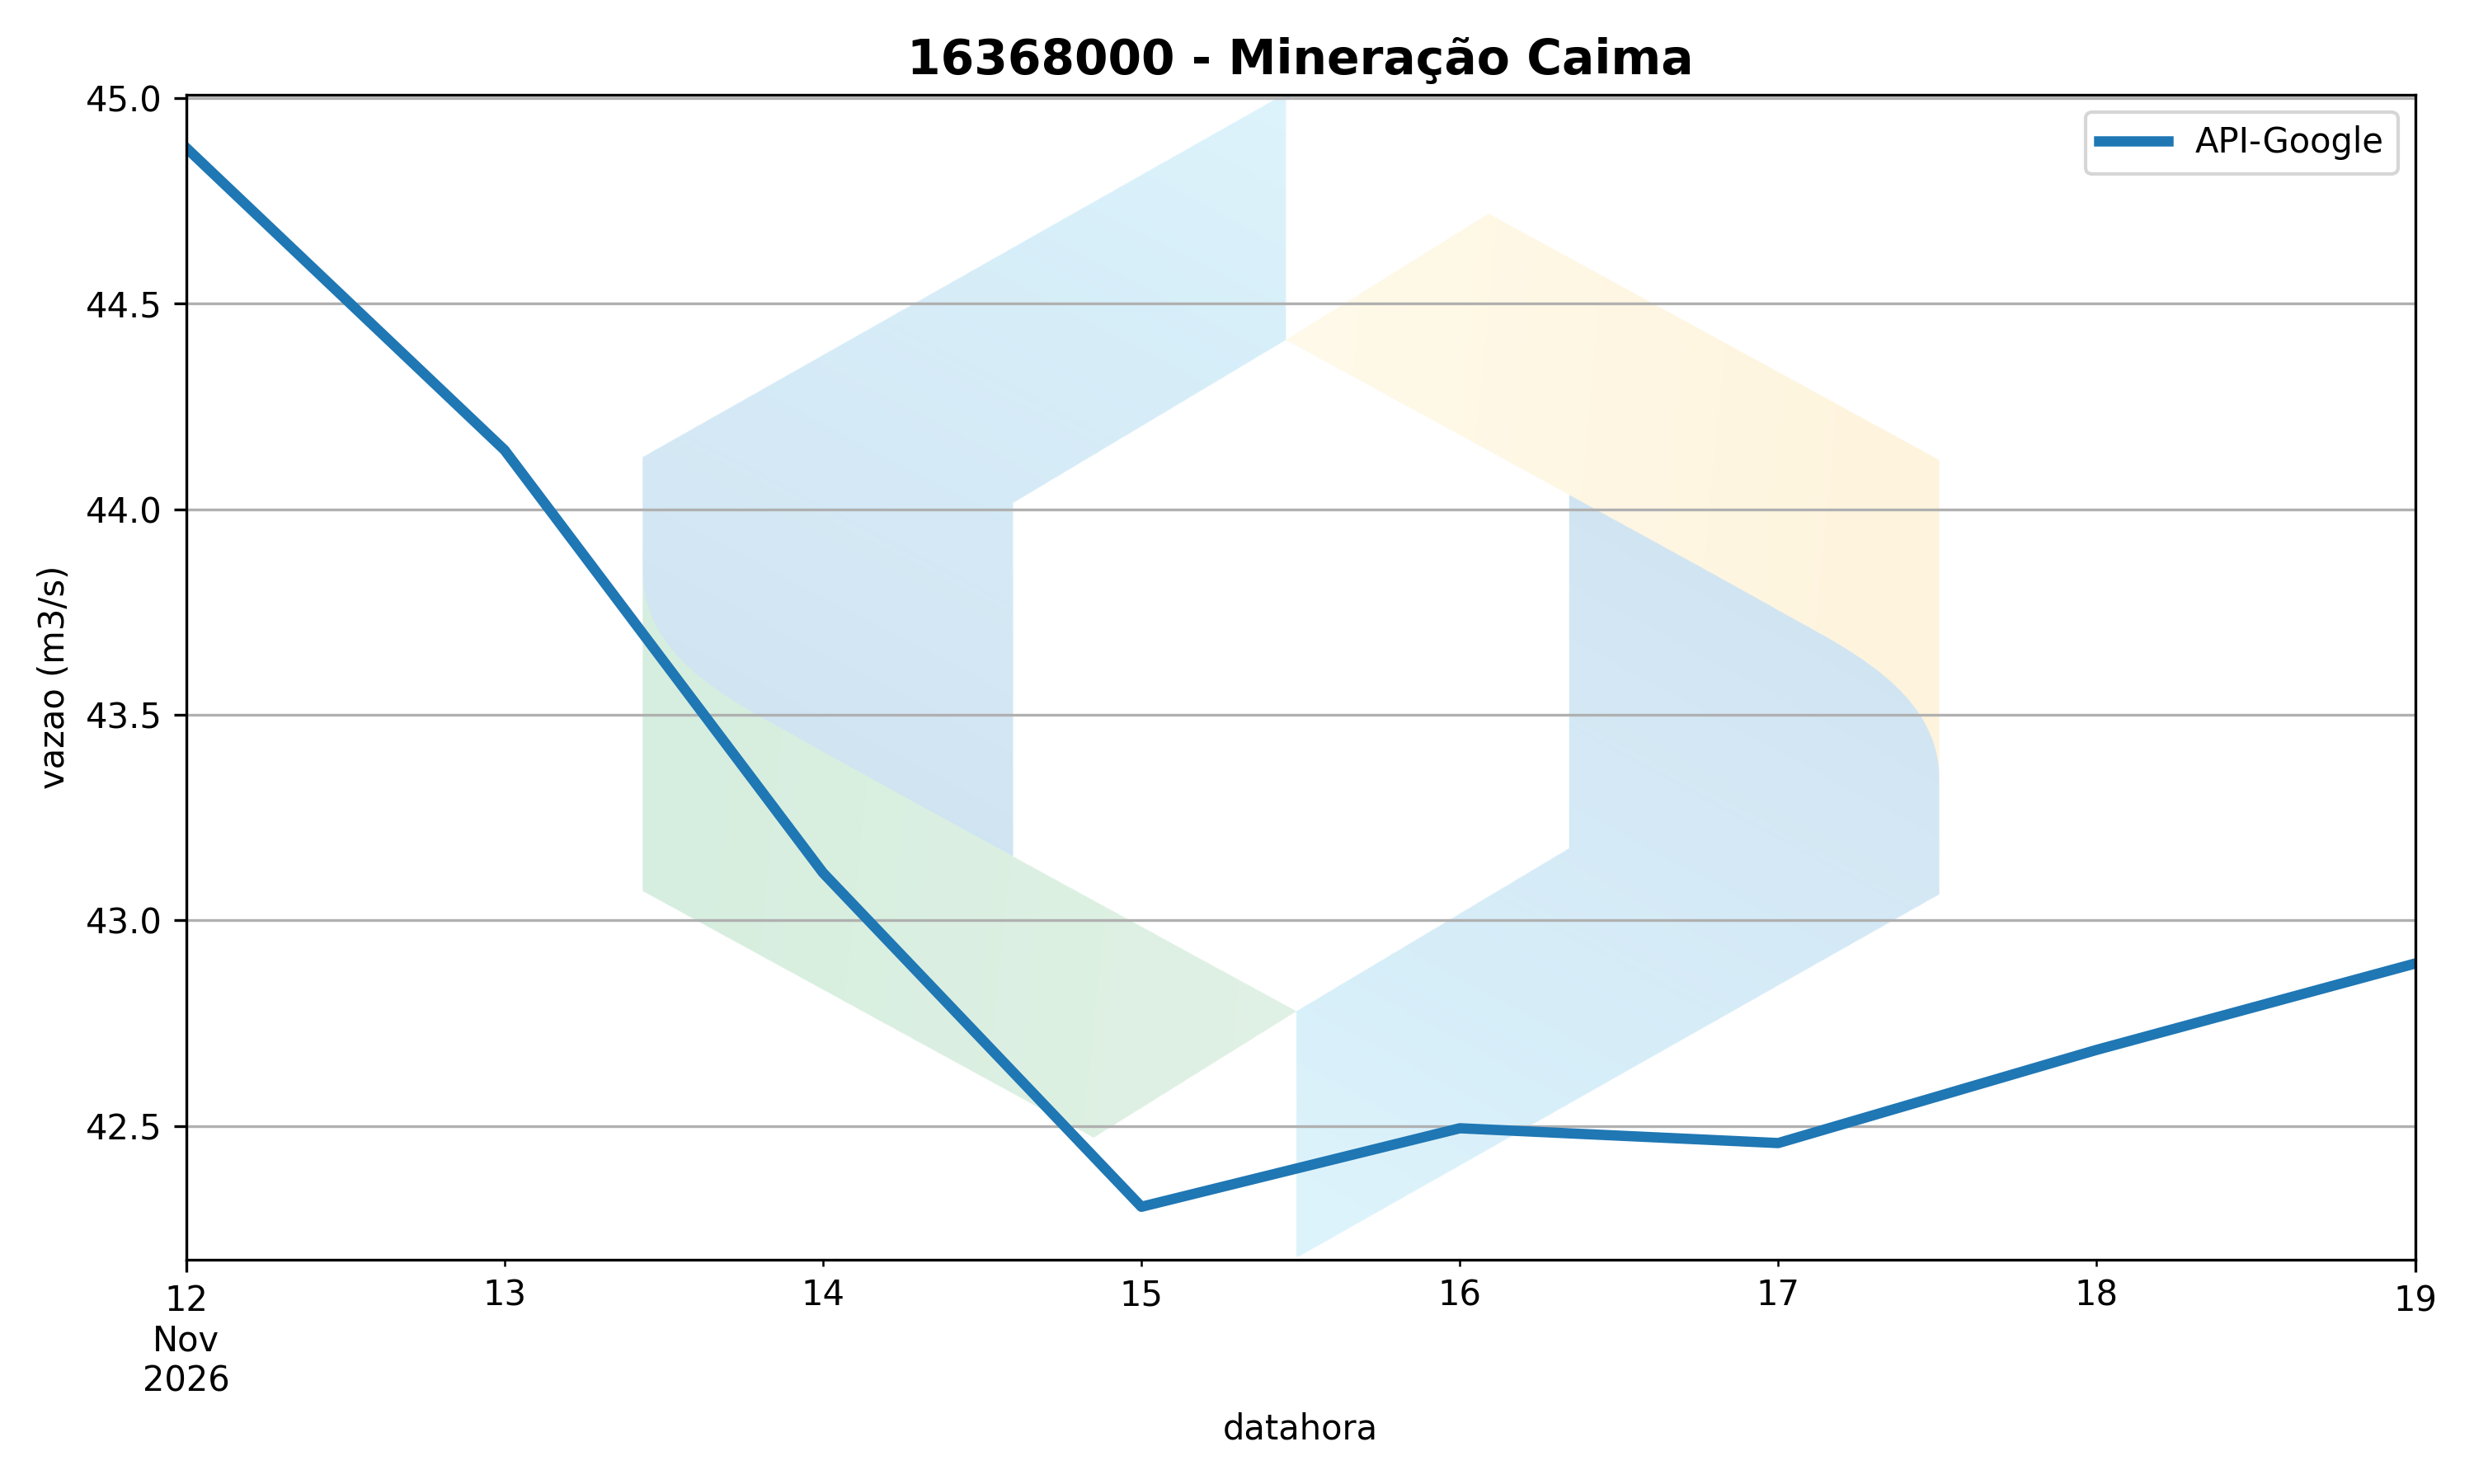 16368000 - Mineração Caima
API-Google
45.0
44.5
44.0
43.5
43.0
42.5
vazao (m3/s)
12 13 14 15 16 17 18 19
Nov
2026
datahora